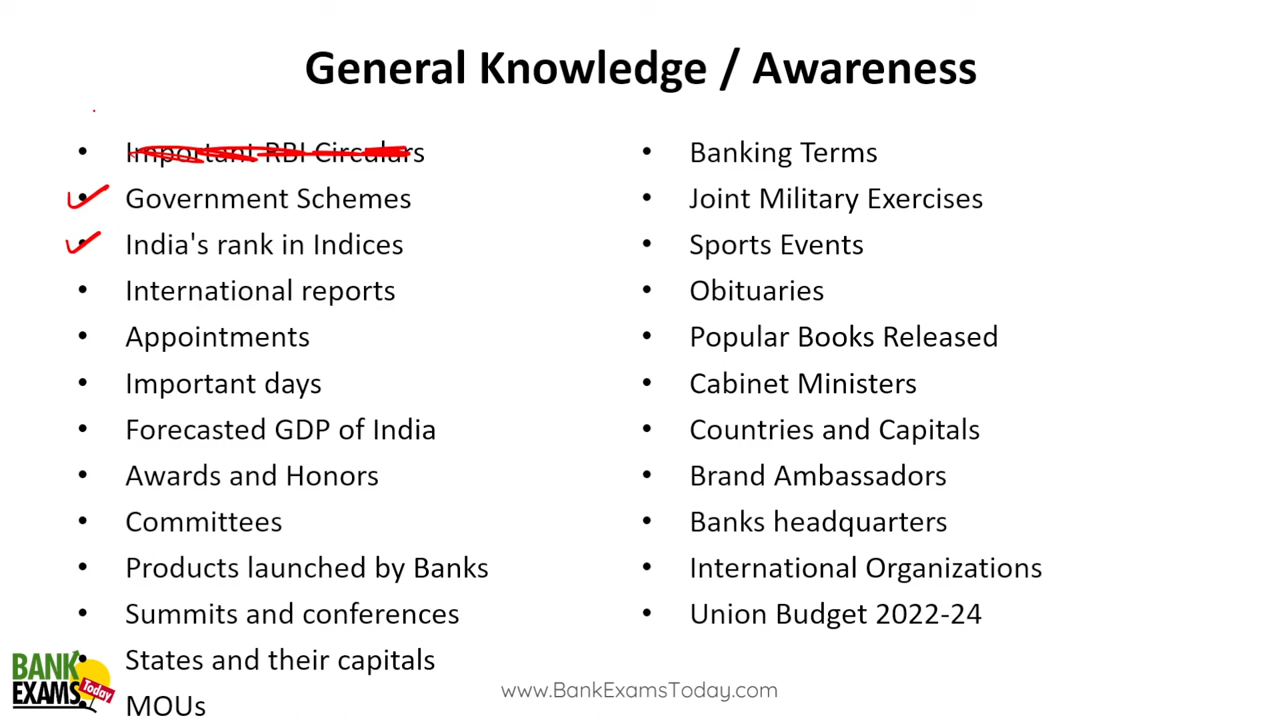 General Knowledge / Awareness
• Important RBI Circulars
• Government Schemes
• India's rank in Indices
• International reports
• Appointments
• Important days
• Forecasted GDP of India
• Awards and Honors
• Committees
• Products launched by Banks
• Summits and conferences
• States and their capitals
• MOUs
• Banking Terms
• Joint Military Exercises
• Sports Events
• Obituaries
• Popular Books Released
• Cabinet Ministers
• Countries and Capitals
• Brand Ambassadors
• Banks headquarters
• International Organizations
• Union Budget 2022-24
BANK
EXAMS
Today
www.BankExamsToday.com